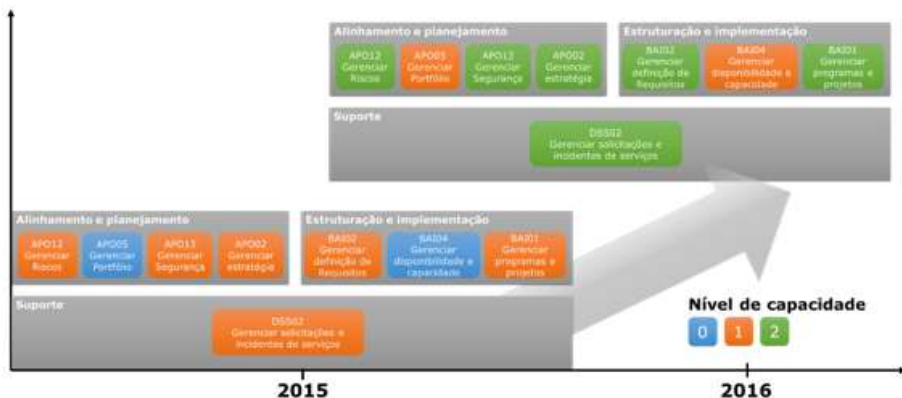 Alinhamento e planejamento
APO12
Gerenciar
Riscos
APO05
Gerenciar
Portfólio
APO13
Gerenciar
Segurança
APO02
Gerenciar
estratégia
Estruturação e implementação
BAI02
Gerenciar
definição de
Requisitos
BAI04
Gerenciar
disponibilidade e
capacidade
BAI01
Gerenciar
programas e
projetos
Suporte
DSS02
Gerenciar solicitações e
incidentes de serviços
Alinhamento e planejamento
APO12
Gerenciar
Riscos
APO05
Gerenciar
Portfólio
APO13
Gerenciar
Segurança
APO02
Gerenciar
estratégia
Estruturação e implementação
BAI02
Gerenciar
definição de
Requisitos
BAI04
Gerenciar
disponibilidade e
capacidade
BAI01
Gerenciar
programas e
projetos
Suporte
DSS02
Gerenciar solicitações e
incidentes de serviços
Nível de capacidade
0 1 2
2015 2016